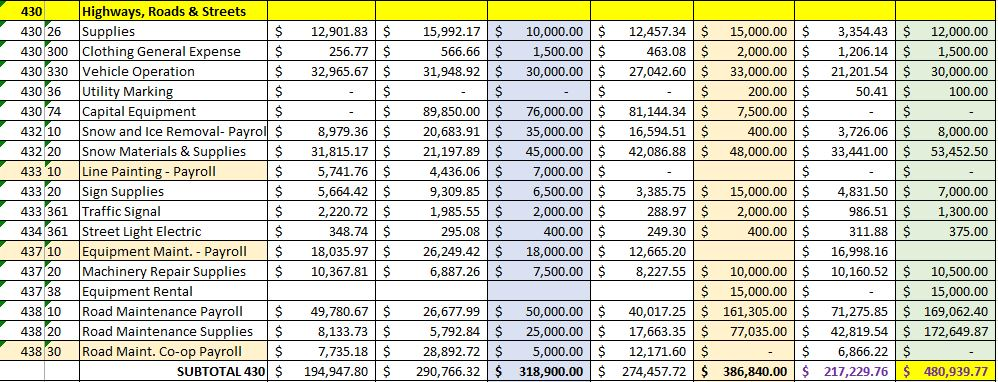 430 Highways, Roads & Streets
430 26 Supplies $ 12,901.83 $ 15,992.17 $ 10,000.00 $ 12,457.34 $ 15,000.00 $ 3,354.43 $ 12,000.00
430 300 Clothing General Expense $ 256.77 $ 566.66 $ 1,500.00 $ 463.08 $ 2,000.00 $ 1,206.14 $ 1,500.00
430 330 Vehicle Operation $ 32,965.67 $ 31,948.92 $ 30,000.00 $ 27,042.60 $ 33,000.00 $ 21,201.54 $ 30,000.00
430 36 Utility Marking $ - $ - $ - $ - $ 200.00 $ 50.41 $ 100.00
430 74 Capital Equipment $ - $ 89,850.00 $ 76,000.00 $ 81,144.34 $ 7,500.00 $ - $ -
432 10 Snow and Ice Removal- Payrol $ 8,979.36 $ 20,683.91 $ 35,000.00 $ 16,594.51 $ 400.00 $ 3,726.06 $ 8,000.00
432 20 Snow Materials & Supplies $ 31,815.17 $ 21,197.89 $ 45,000.00 $ 42,086.88 $ 48,000.00 $ 33,441.00 $ 53,452.50
433 10 Line Painting - Payroll $ 5,741.76 $ 4,436.06 $ 7,000.00 $ - $ - $ -
433 20 Sign Supplies $ 5,664.42 $ 9,309.85 $ 6,500.00 $ 3,385.75 $ 15,000.00 $ 4,831.50 $ 7,000.00
433 361 Traffic Signal $ 2,220.72 $ 1,985.55 $ 2,000.00 $ 288.97 $ 2,000.00 $ 986.51 $ 1,300.00
434 361 Street Light Electric $ 348.74 $ 295.08 $ 400.00 $ 249.30 $ 400.00 $ 311.88 $ 375.00
437 10 Equipment Maint. - Payroll $ 18,035.97 $ 26,249.42 $ 18,000.00 $ 12,665.20 $ 16,998.16
437 20 Machinery Repair Supplies $ 10,367.81 $ 6,887.26 $ 7,500.00 $ 8,227.55 $ 10,000.00 $ 10,160.52 $ 10,500.00
437 38 Equipment Rental $ 15,000.00 $ - $ 15,000.00
438 10 Road Maintenance Payroll $ 49,780.67 $ 26,677.99 $ 50,000.00 $ 40,017.25 $ 161,305.00 $ 71,275.85 $ 169,062.40
438 20 Road Maintenance Supplies $ 8,133.73 $ 5,792.84 $ 25,000.00 $ 17,663.35 $ 77,035.00 $ 42,819.54 $ 172,649.87
438 30 Road Maint. Co-op Payroll $ 7,735.18 $ 28,892.72 $ 5,000.00 $ 12,171.60 $ - $ 6,866.22 $ -
SUBTOTAL 430 $ 194,947.80 $ 290,766.32 $ 318,900.00 $ 274,457.72 $ 386,840.00 $ 217,229.76 $ 480,939.77